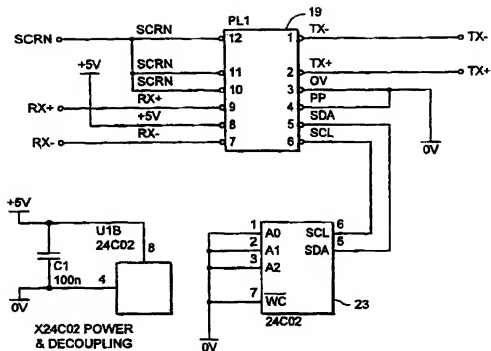 PL1
19
SCRN
SCRN
12
1
TX-
TX-
+5V
SCRN
11
2
TX+
TX+
SCRN
10
3
OV
RX+
RX+
9
4
PP
+5V
8
5
SDA
RX-
RX-
7
6
SCL
0V
+5V
U1B
24C02
8
C1
100n
4
0V
X24C02 POWER
& DECOUPLING
1
A0
SCL
6
2
A1
SDA
5
3
A2
7
WC
23
24C02
0V